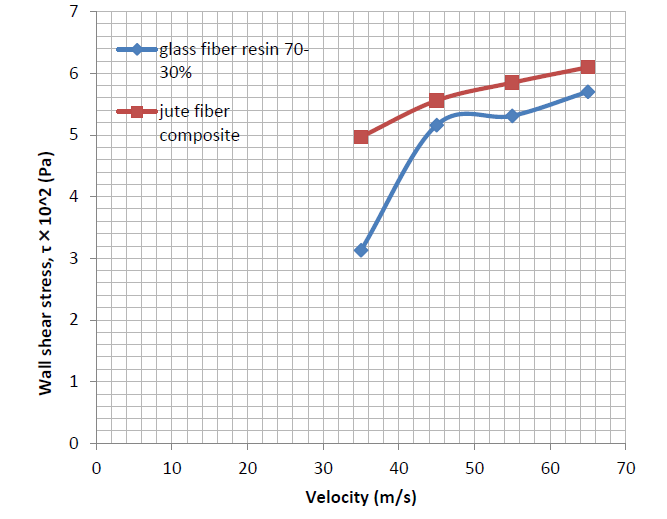 7
6
5
4
3
2
1
0
glass fiber resin 70-
30%
jute fiber
composite
Wall shear stress, τ × 10^2 (Pa)
0 10 20 30 40 50 60 70
Velocity (m/s)